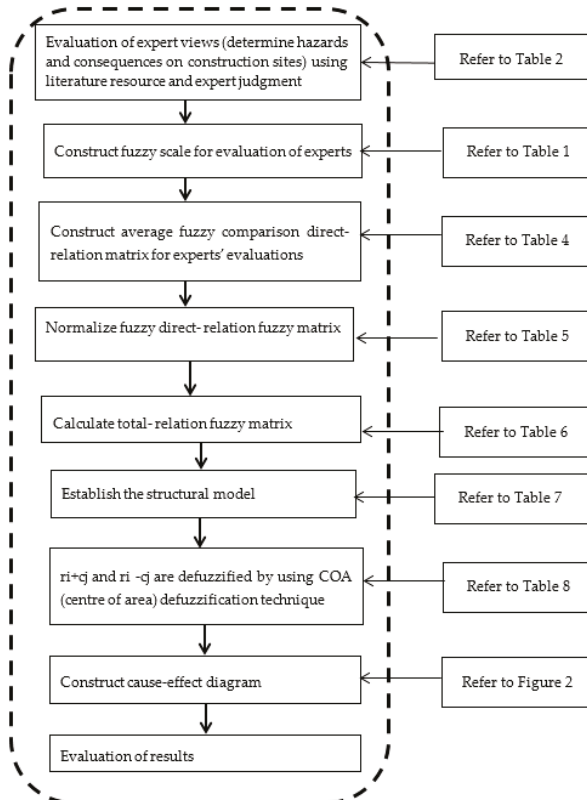 Evaluation of expert views (determine hazards
and consequences on construction sites) using
literature resource and expert judgment
Refer to Table 2
Construct fuzzy scale for evaluation of experts
Refer to Table 1
Construct average fuzzy comparison direct-
relation matrix for experts' evaluations
Refer to Table 4
Normalize fuzzy direct- relation fuzzy matrix
Refer to Table 5
Calculate total- relation fuzzy matrix
Refer to Table 6
Establish the structural model
Refer to Table 7
ri+cj and ri -cj are defuzzified by using COA
(centre of area) defuzzification technique
Refer to Table 8
Construct cause-effect diagram
Refer to Figure 2
Evaluation of results